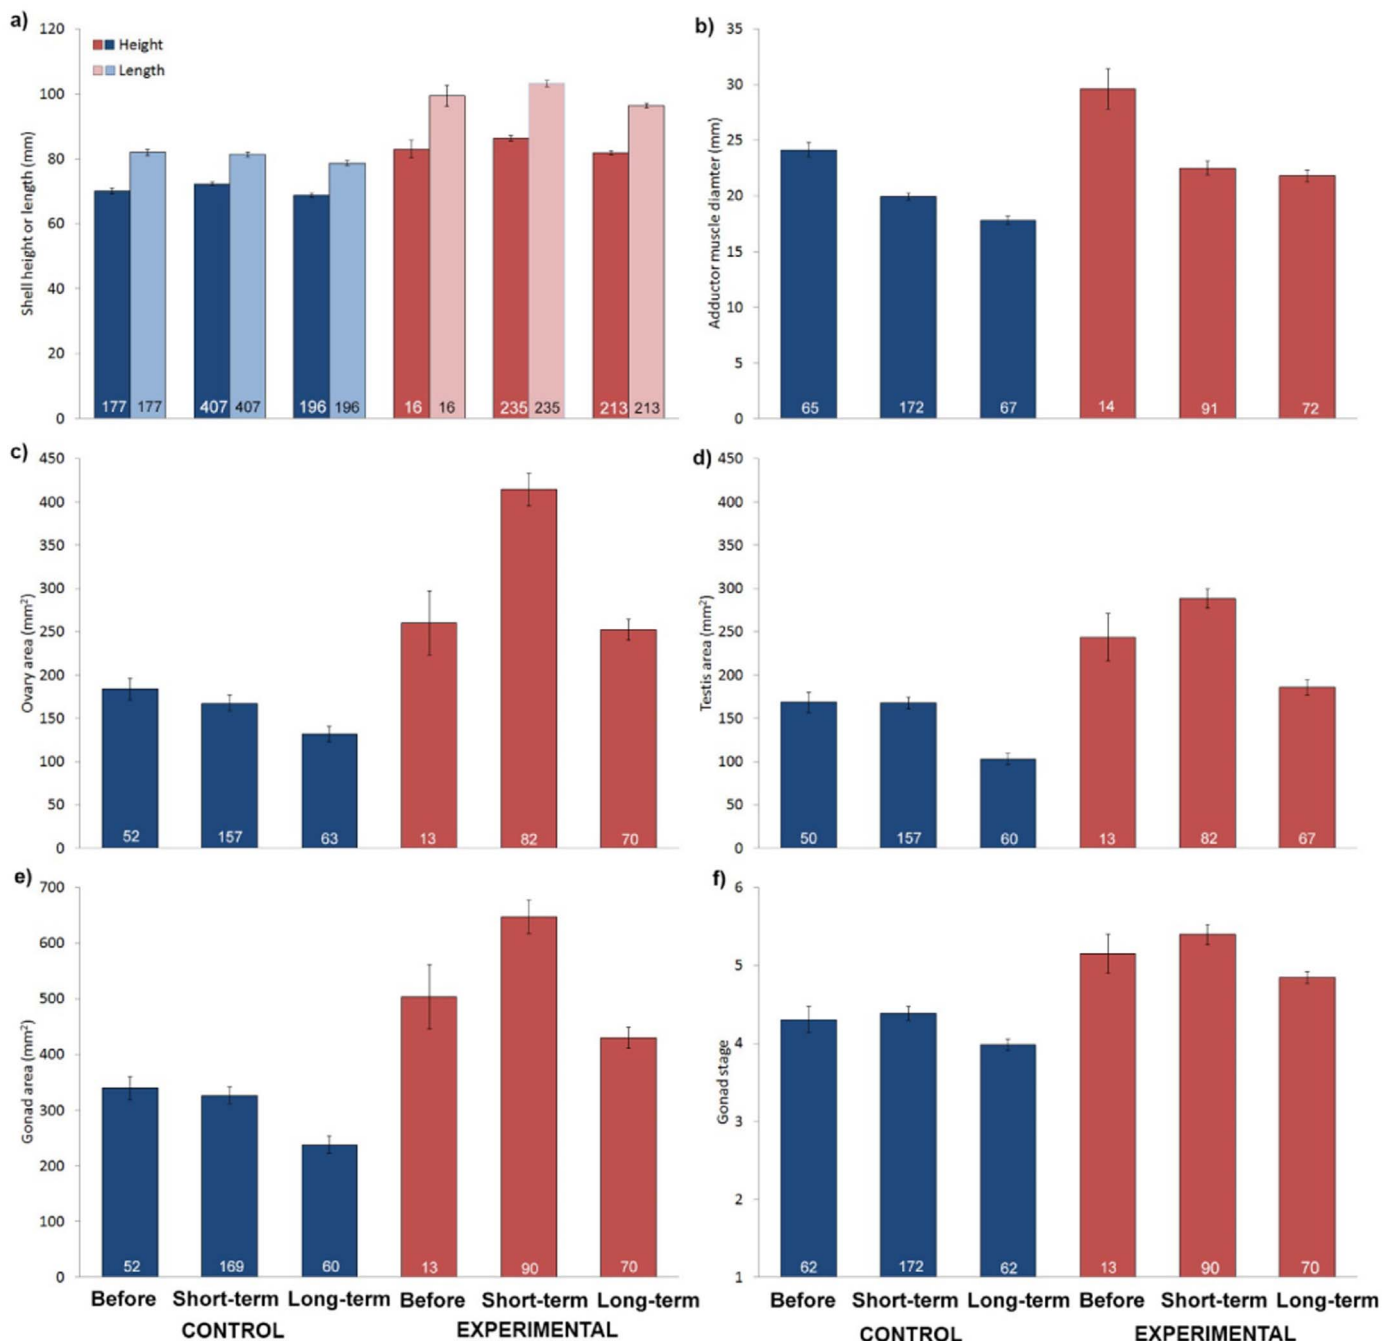 a)
120
100
80
60
40
20
0
Shell height or length (mm)
Height
Length
177 177 407 407 196 196 16 16 235 235 213 213
b)
35
30
25
20
15
10
5
0
Adductor muscle diamter (mm)
65 172 67 14 91 72
c)
450
400
350
300
250
200
150
100
50
0
Ovary area (mm²)
52 157 63 13 82 70
d)
450
400
350
300
250
200
150
100
50
0
Testis area (mm²)
50 157 60 13 82 67
e)
700
600
500
400
300
200
100
0
Gonad area (mm²)
52 169 60 13 90 70
Before Short-term Long-term Before Short-term Long-term
CONTROL EXPERIMENTAL
f)
6
5
4
3
2
1
Gonad stage
62 172 62 13 90 70
Before Short-term Long-term Before Short-term Long-term
CONTROL EXPERIMENTAL